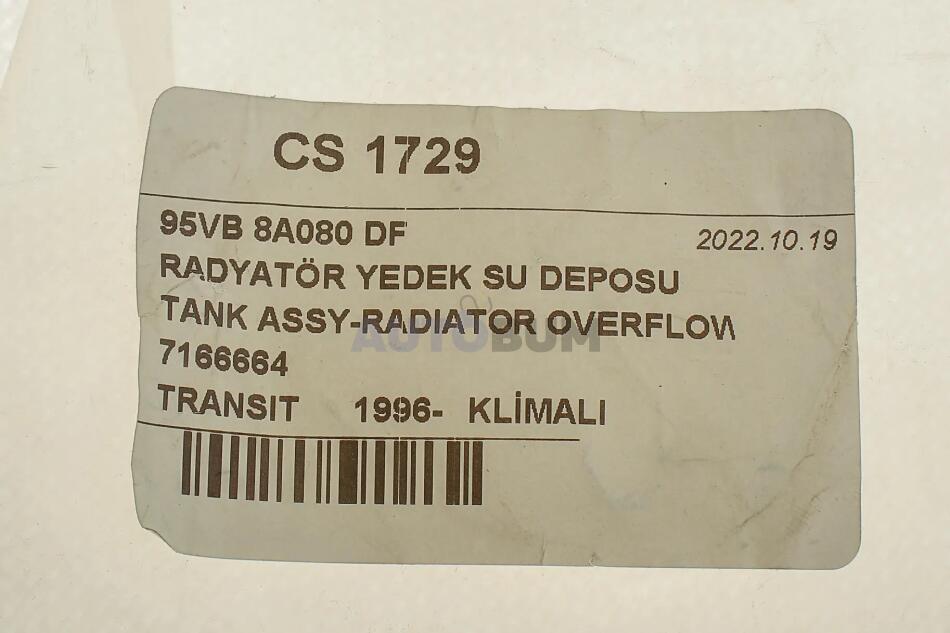 CS 1729
95VB 8A080 DF
2022.10.19
RADYATÖR YEDEK SU DEPOSU
TANK ASSY-RADIATOR OVERFLOW
AUTOBUM
7166664
TRANSIT 1996- KLİMALI